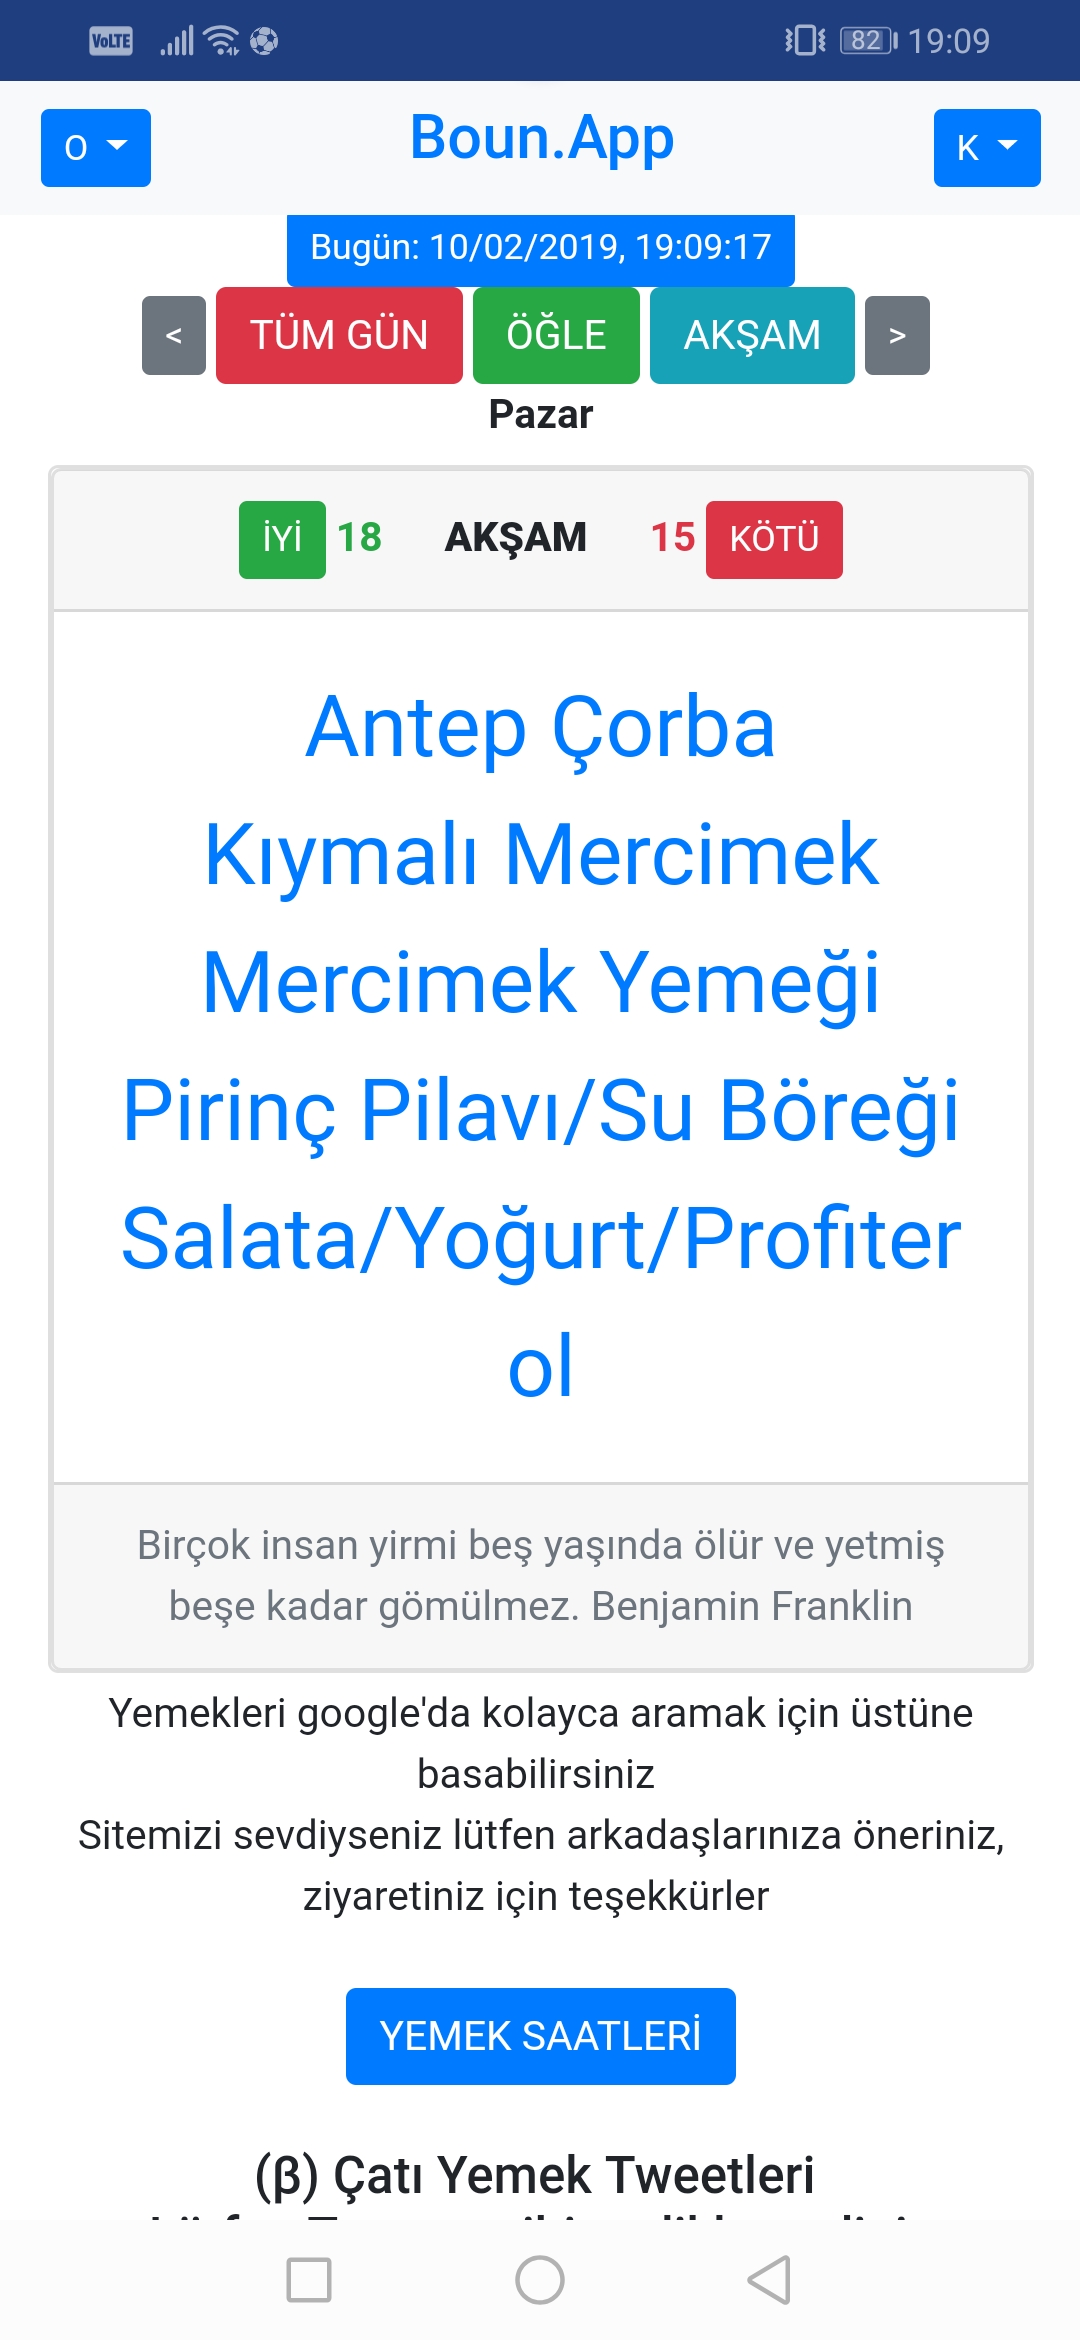 VoLTE 82 19:09
O Boun.App K
Bugün: 10/02/2019, 19:09:17
< TÜM GÜN ÖĞLE AKŞAM >
Pazar
İYİ 18 AKŞAM 15 KÖTÜ
Antep Çorba
Kıymalı Mercimek
Mercimek Yemeği
Pirinç Pilavı/Su Böreği
Salata/Yoğurt/Profiter
ol
Birçok insan yirmi beş yaşında ölür ve yetmiş
beşe kadar gömülmez. Benjamin Franklin
Yemekleri google'da kolayca aramak için üstüne
basabilirsiniz
Sitemizi sevdiyseniz lütfen arkadaşlarınıza öneriniz,
ziyaretiniz için teşekkürler
YEMEK SAATLERİ
(β) Çatı Yemek Tweetleri